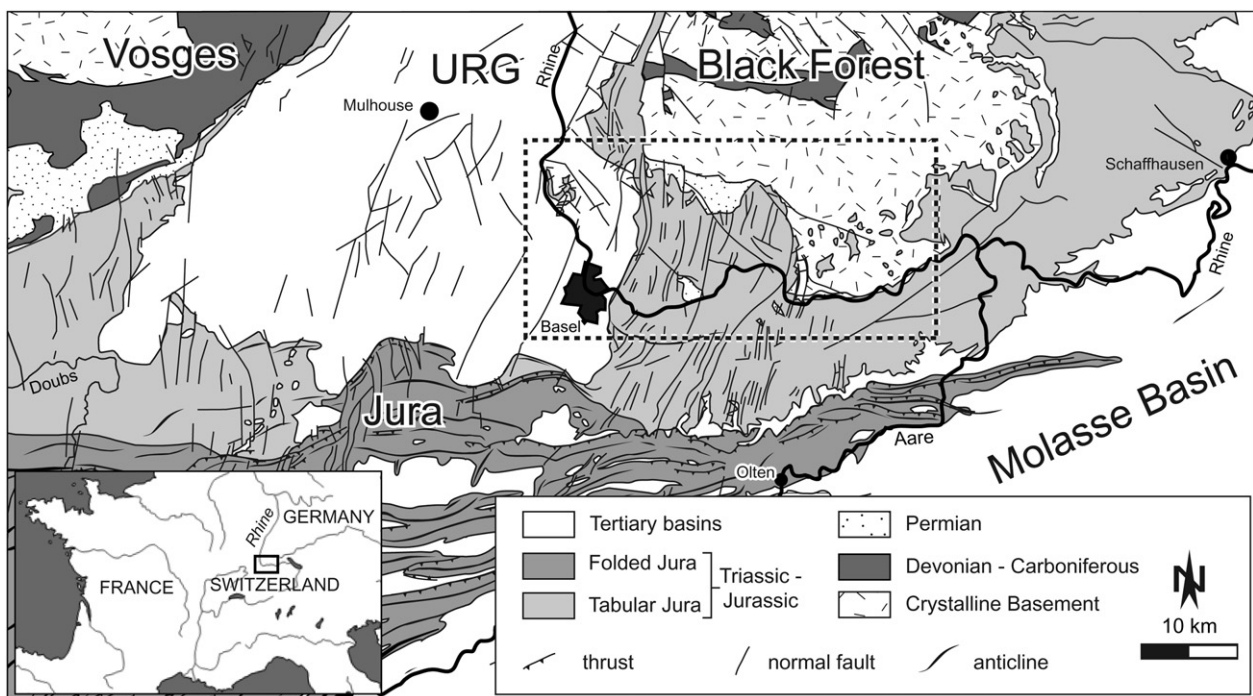 Vosges
URG
Rhine
Black Forest
Mulhouse
Schaffhausen
Rhine
Basel
Doubs
Jura
Molasse Basin
Aare
Olten
Rhine
GERMANY
FRANCE
SWITZERLAND
Tertiary basins
Folded Jura
Tabular Jura
Triassic -
Jurassic
Permian
Devonian - Carboniferous
Crystalline Basement
thrust
normal fault
anticline
N
10 km